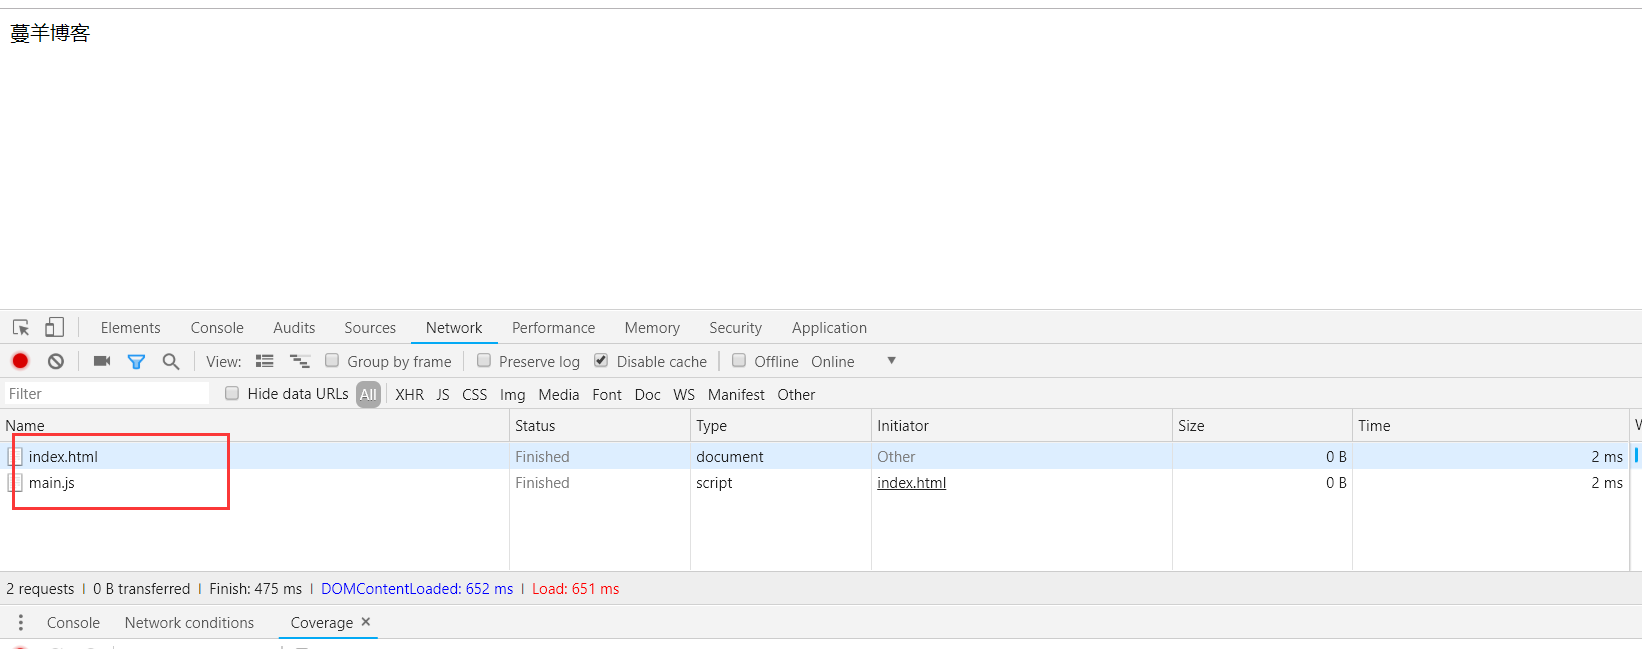 蔓羊博客
Elements Console Audits Sources Network Performance Memory Security Application
View: Group by frame Preserve log Disable cache Offline Online
Filter Hide data URLs All XHR JS CSS Img Media Font Doc WS Manifest Other
Name Status Type Initiator Size Time
index.html Finished document Other 0 B 2 ms
main.js Finished script index.html 0 B 2 ms
2 requests | 0 B transferred | Finish: 475 ms | DOMContentLoaded: 652 ms | Load: 651 ms
Console Network conditions Coverage ×